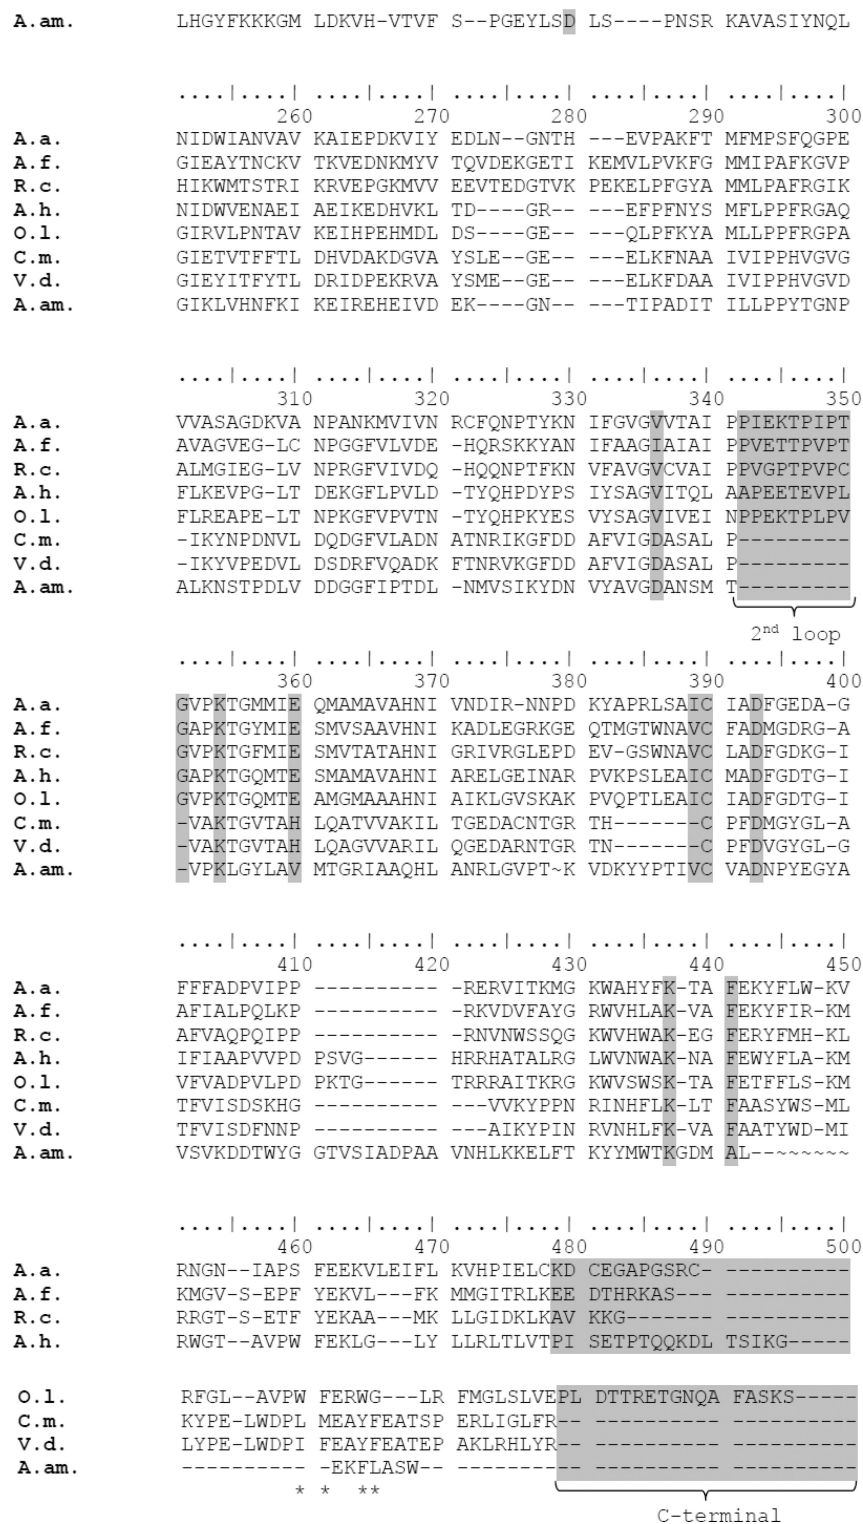 A.am. LHGYFKKKGM LDKVH-VTVF S--PGEYLSD LS----PNSR KAVASIYNQL
....|....| ....|....| ....|....| ....|....| ....|....|
260 270 280 290 300
A.a. NIDWIANVAV KAIEPDKVIY EDLN--GNTH ---EVPAKFT MFMPSFQGPE
A.f. GIEAYTNCKV TKVEDNKMYV TQVDEKGETI KEMVLPVKFG MMIPAFKGVP
R.c. HIKWMTSTRI KRVEPGKMVV EEVTEDGTVK PEKELPFGYA MMLPAFRGIK
A.h. NIDWVENAEI AEIKEDHVKL TD----GR-- ---EFPFNYS MFLPPFRGAQ
O.l. GIRVLPNTAV KEIHPEHMDL DS----GE-- ---QLPFKYA MLLPPFRGPA
C.m. GIETVTFFTL DHVDAKDGVA YSLE--GE-- ---ELKFNAA IVIPPHVGVG
V.d. GIEYITFYTL DRIDPEKRVA YSME--GE-- ---ELKFDAA IVIPPHVGVD
A.am. GIKLVHNFKI KEIREHEIVD EK----GN-- ---TIPADIT ILLPPYTGNP
....|....| ....|....| ....|....| ....|....| ....|....|
310 320 330 340 350
A.a. VVASAGDKVA NPANKMVIVN RCFQNPTYKN IFGVGVVTAI PPIEKTPIPT
A.f. AVAGVEG-LC NPGGFVLVDE -HQRSKKYAN IFAAGIAIAI PPVETTPVPT
R.c. ALMGIEG-LV NPRGFVIVDQ -HQQNPTFKN VFAVGVCVAI PPVGPTPVPC
A.h. FLKEVPG-LT DEKGFLPVLD -TYQHPDYPS IYSAGVITQL AAPEETEVPL
O.l. FLREAPE-LT NPKGFVPVTN -TYQHPKYES VYSAGVIVEI NPPEKTPLPV
C.m. -IKYNPDNVL DQDGFVLADN ATNRIKGFDD AFVIGDASAL P---------
V.d. -IKYVPEDVL DSDRFVQADK FTNRVKGFDD AFVIGDASAL P---------
A.am. ALKNSTPDLV DDGGFIPTDL -NMVSIKYDN VYAVGDANSM T---------
2nd loop
....|....| ....|....| ....|....| ....|....| ....|....|
360 370 380 390 400
A.a. GVPKTGMMIE QMAMAVAHNI VNDIR-NNPD KYAPRLSAIC IADFGEDA-G
A.f. GAPKTGYMIE SMVSAAVHNI KADLEGRKGE QTMGTWNAVC FADMGDRG-A
R.c. GVPKTGFMIE SMVTATAHNI GRIVRGLEPD EV-GSWNAVC LADFGDKG-I
A.h. GAPKTGQMTE SMAMAVAHNI ARELGEINAR PVKPSLEAIC MADFGDTG-I
O.l. GVPKTGQMTE AMGMAAAHNI AIKLGVSKAK PVQPTLEAIC IADFGDTG-I
C.m. -VAKTGVTAH LQATVVAKIL TGEDACNTGR TH-------C PFDMGYGL-A
V.d. -VAKTGVTAH LQAGVVARIL QGEDARNTGR TN-------C PFDVGYGL-G
A.am. -VPKLGYLAV MTGRIAAQHL ANRLGVPT~K VDKYYPTIVC VADNPYEGYA
....|....| ....|....| ....|....| ....|....| ....|....|
410 420 430 440 450
A.a. FFFADPVIPP ---------- -RERVITKMG KWAHYFK-TA FEKYFLW-KV
A.f. AFIALPQLKP ---------- -RKVDVFAYG RWVHLAK-VA FEKYFIR-KM
R.c. AFVAQPQIPP ---------- -RNVNWSSQG KWVHWAK-EG FERYFMH-KL
A.h. IFIAAPVVPD PSVG------ HRRHATALRG LWVNWAK-NA FEWYFLA-KM
O.l. VFVADPVLPD PKTG------ TRRRAITKRG KWVSWSK-TA FETFFLS-KM
C.m. TFVISDSKHG ---------- ---VVKYPPN RINHFLK-LT FAASYWS-ML
V.d. TFVISDFNNP ---------- ---AIKYPIN RVNHLFK-VA FAATYWD-MI
A.am. VSVKDDTWYG GTVSIADPAA VNHLKKELFT KYYMWTKGDM AL--~~~~~~
....|....| ....|....| ....|....| ....|....| ....|....|
460 470 480 490 500
A.a. RNGN--IAPS FEEKVLEIFL KVHPIELCKD CEGAPGSRC- ----------
A.f. KMGV-S-EPF YEKVL---FK MMGITRLKEE DTHRKAS--- ----------
R.c. RRGT-S-ETF YEKAA---MK LLGIDKLKAV KKG------- ----------
A.h. RWGT--AVPW FEKLG---LY LLRLTLVTPI SETPTQQKDL TSIKG-----
O.l. RFGL--AVPW FERWG---LR FMGLSLVEPL DTTRETGNQA FASKS-----
C.m. KYPE-LWDPL MEAYFEATSP ERLIGLFR-- ---------- ----------
V.d. LYPE-LWDPI FEAYFEATEP AKLRHLYR-- ---------- ----------
A.am. ---------- --EKFLASW-- ---------- ---------- ----------
* * **
C-terminal